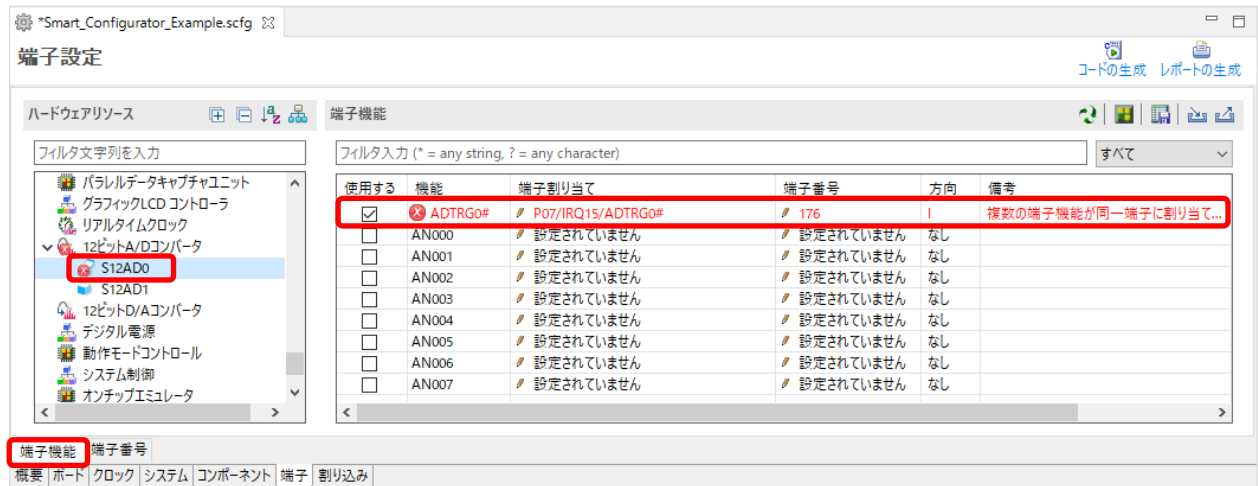 *Smart_Configurator_Example.scfg
端子設定
コードの生成 レポートの生成
ハードウェアリソース
端子機能
フィルタ文字列を入力
フィルタ入力 (* = any string, ? = any character)
すべて
パラレルデータキャプチャユニット
グラフィックLCD コントローラ
リアルタイムクロック
12ビットA/Dコンバータ
S12AD0
S12AD1
12ビットD/Aコンバータ
デジタル電源
動作モードコントロール
システム制御
オンチップエミュレータ
使用する 機能 端子割り当て 端子番号 方向 備考
ADTRG0# P07/IRQ15/ADTRG0# 176 I 複数の端子機能が同一端子に割り当て...
AN000 設定されていません 設定されていません なし
AN001 設定されていません 設定されていません なし
AN002 設定されていません 設定されていません なし
AN003 設定されていません 設定されていません なし
AN004 設定されていません 設定されていません なし
AN005 設定されていません 設定されていません なし
AN006 設定されていません 設定されていません なし
AN007 設定されていません 設定されていません なし
端子機能 端子番号
概要 ボード クロック システム コンポーネント 端子 割り込み